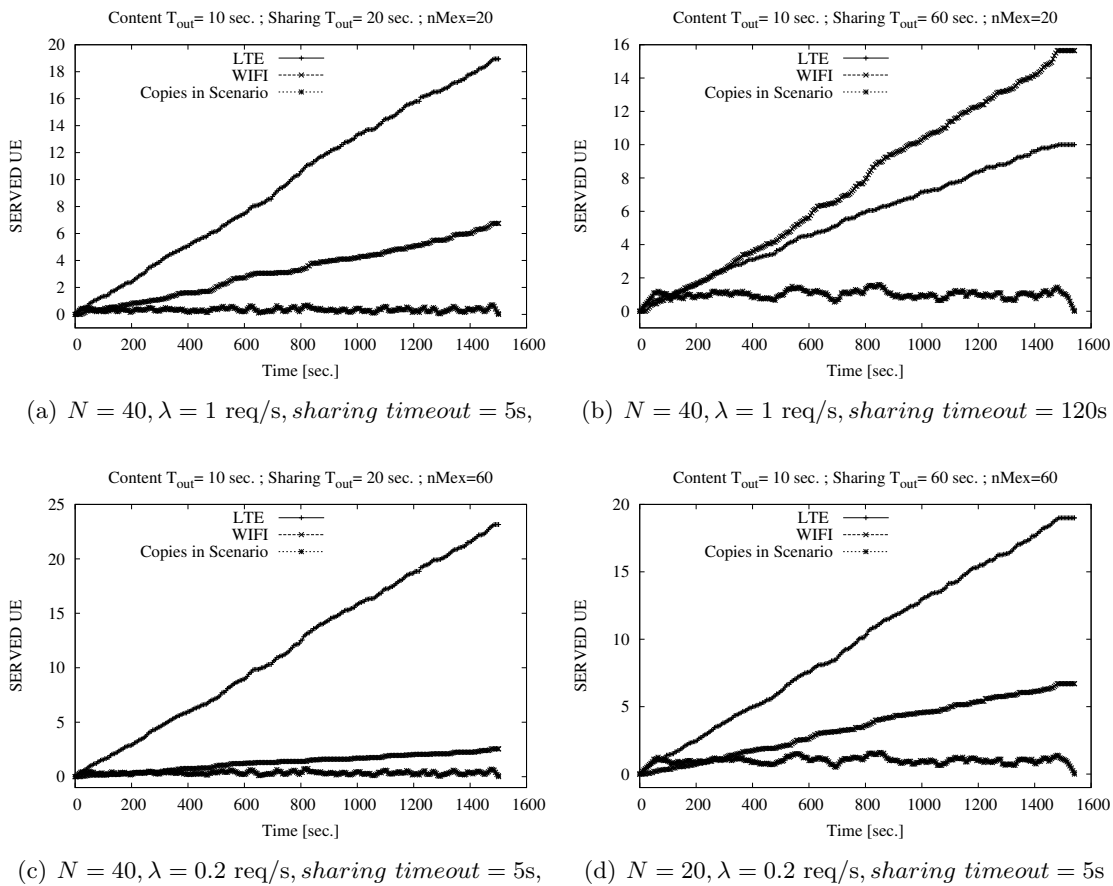 Content T_out= 10 sec. ; Sharing T_out= 20 sec. ; nMex=20
20
18
16
14
12
10
8
6
4
2
0
SERVED UE
LTE
WIFI
Copies in Scenario
0 200 400 600 800 1000 1200 1400 1600
Time [sec.]
(a) N = 40, λ = 1 req/s, sharing timeout = 5s,
Content T_out= 10 sec. ; Sharing T_out= 60 sec. ; nMex=20
16
14
12
10
8
6
4
2
0
SERVED UE
LTE
WIFI
Copies in Scenario
0 200 400 600 800 1000 1200 1400 1600
Time [sec.]
(b) N = 40, λ = 1 req/s, sharing timeout = 120s
Content T_out= 10 sec. ; Sharing T_out= 20 sec. ; nMex=60
25
20
15
10
5
0
SERVED UE
LTE
WIFI
Copies in Scenario
0 200 400 600 800 1000 1200 1400 1600
Time [sec.]
(c) N = 40, λ = 0.2 req/s, sharing timeout = 5s,
Content T_out= 10 sec. ; Sharing T_out= 60 sec. ; nMex=60
20
15
10
5
0
SERVED UE
LTE
WIFI
Copies in Scenario
0 200 400 600 800 1000 1200 1400 1600
Time [sec.]
(d) N = 20, λ = 0.2 req/s, sharing timeout = 5s